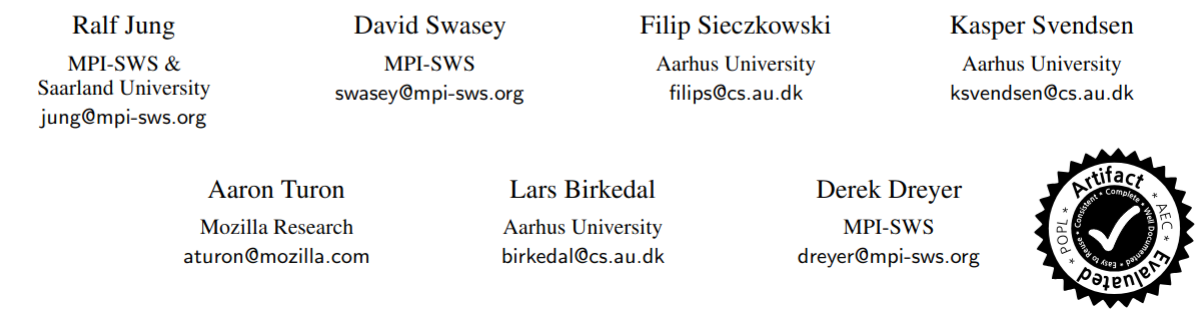 Ralf Jung
MPI-SWS &
Saarland University
jung@mpi-sws.org
David Swasey
MPI-SWS
swasey@mpi-sws.org
Filip Sieczkowski
Aarhus University
filips@cs.au.dk
Kasper Svendsen
Aarhus University
ksvendsen@cs.au.dk
Aaron Turon
Mozilla Research
aturon@mozilla.com
Lars Birkedal
Aarhus University
birkedal@cs.au.dk
Derek Dreyer
MPI-SWS
dreyer@mpi-sws.org
Artifact
Evaluated
* POPL *
* AEC *
Consistent * Complete * Well Documented * Easy to Reuse *